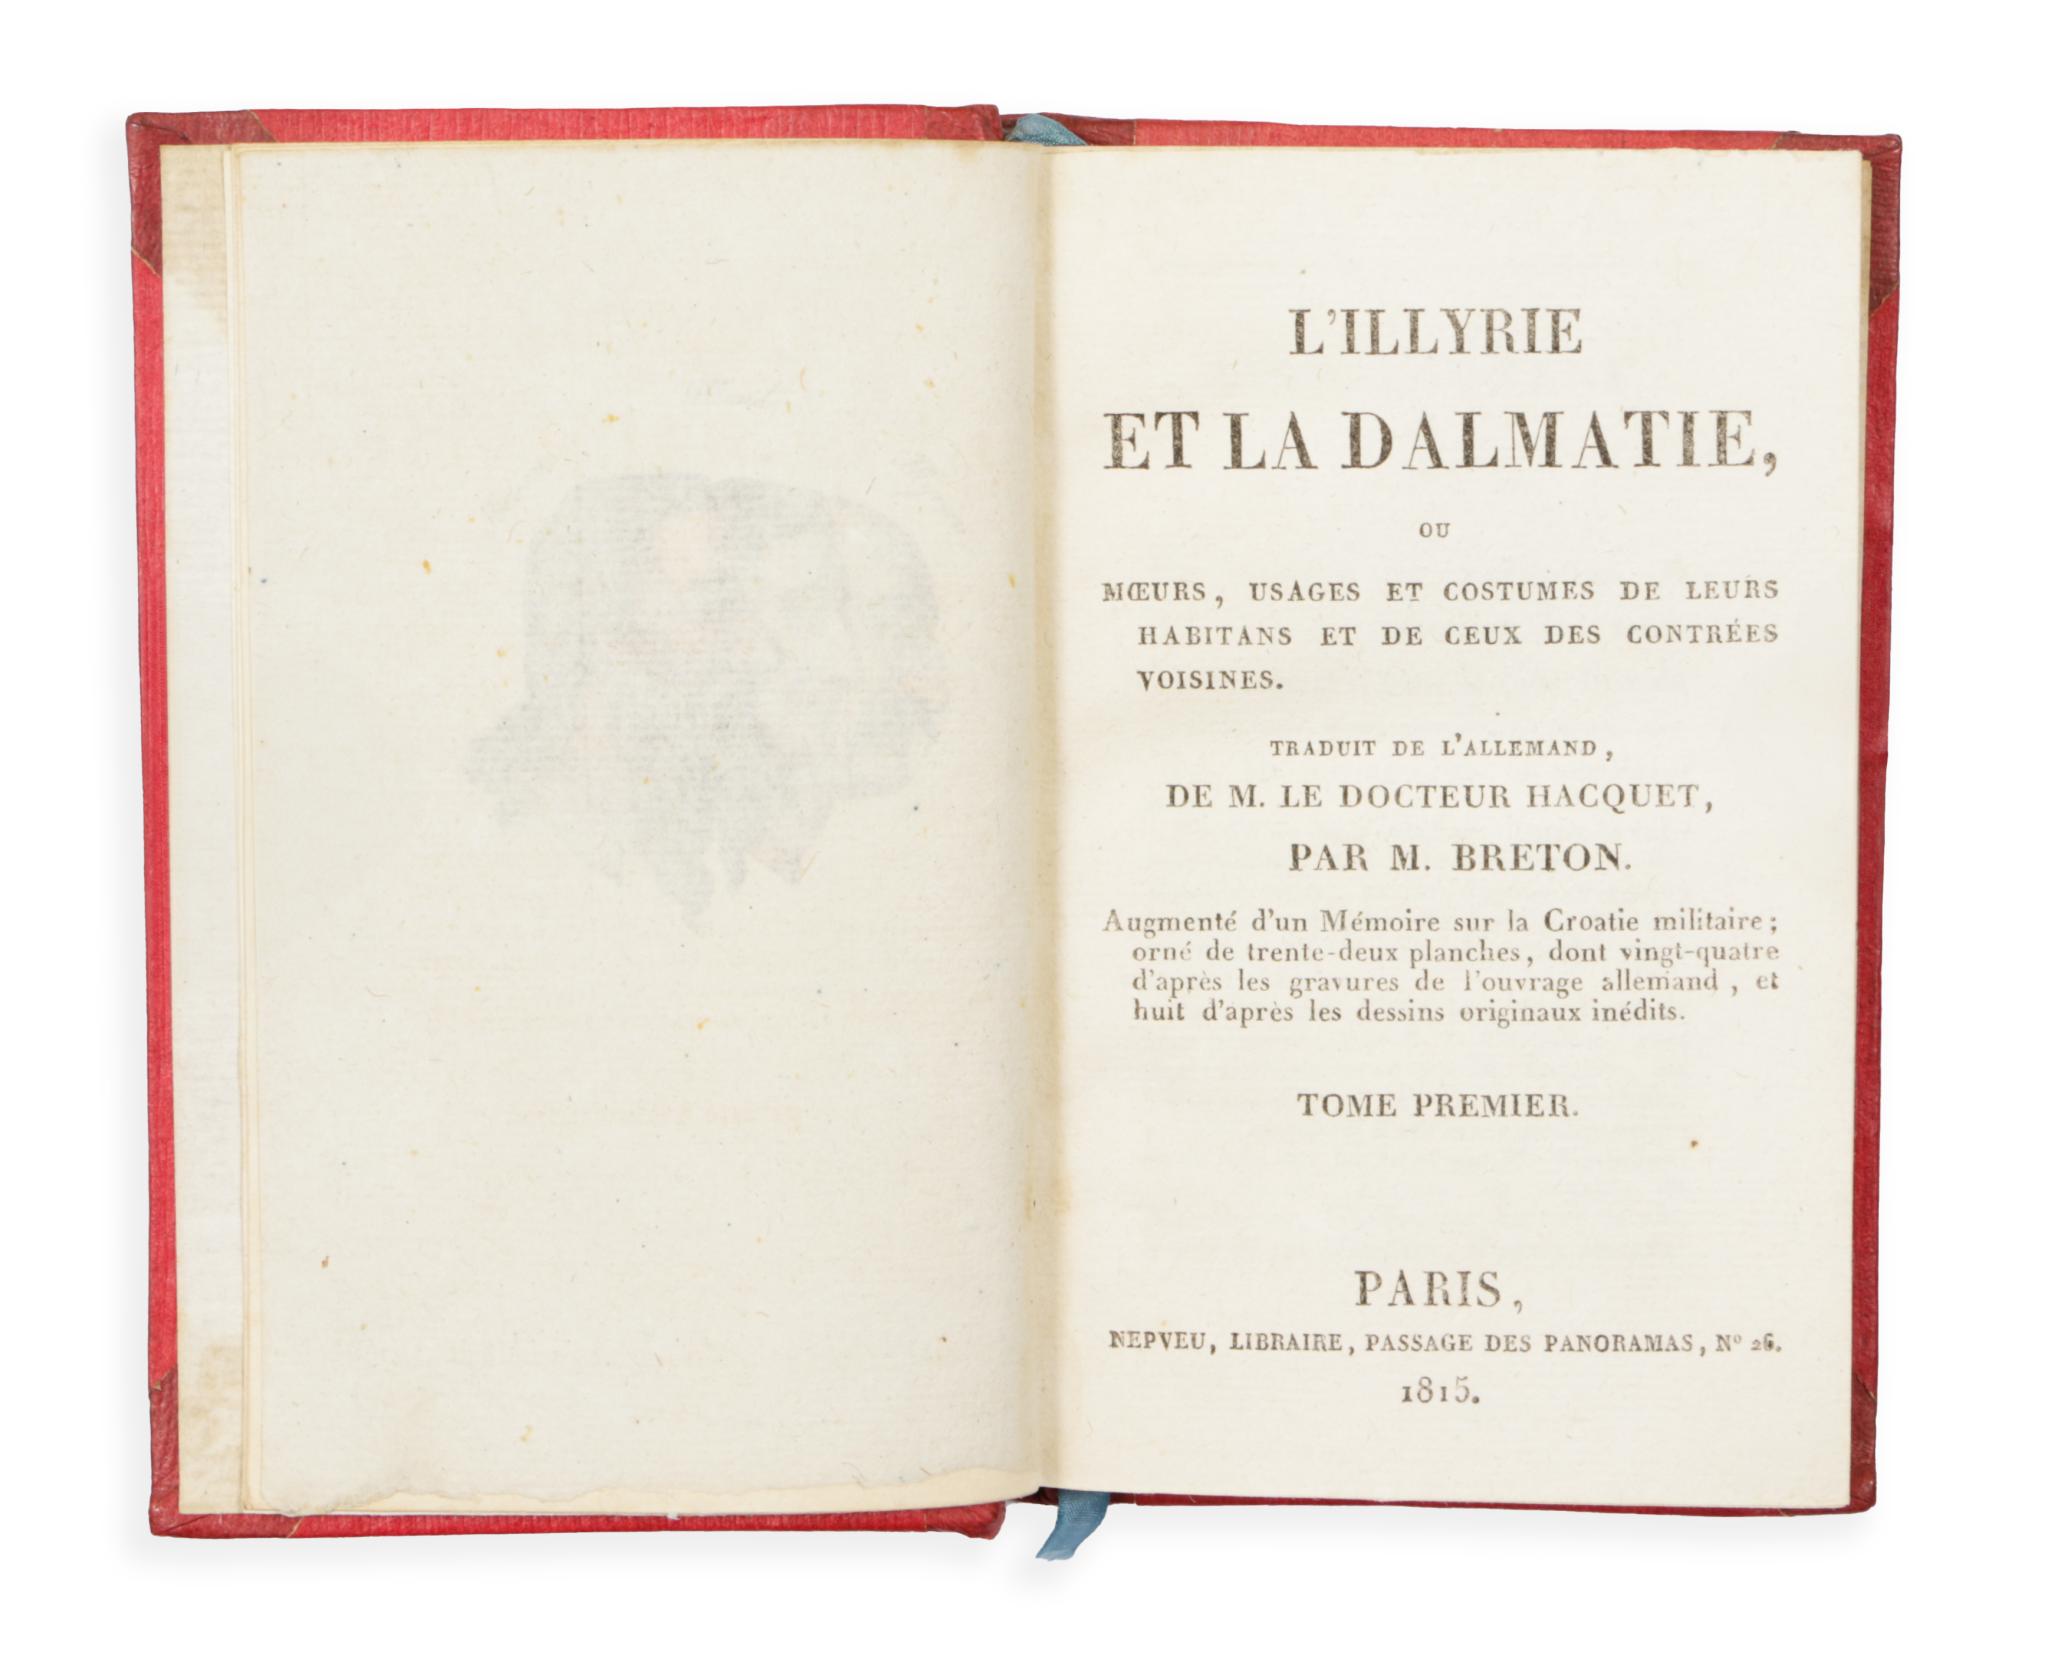 L'ILLYRIE
ET LA DALMATIE,
OU
MŒURS, USAGES ET COSTUMES DE LEURS
HABITANS ET DE CEUX DES CONTRÉES
VOISINES.
TRADUIT DE L'ALLEMAND,
DE M. LE DOCTEUR HACQUET,
PAR M. BRETON.
Augmenté d'un Mémoire sur la Croatie militaire;
orné de trente-deux planches, dont vingt-quatre
d'après les gravures de l'ouvrage allemand, et
huit d'après les dessins originaux inédits.
TOME PREMIER.
PARIS,
NEPVEU, LIBRAIRE, PASSAGE DES PANORAMAS, Nº 26.
1815.